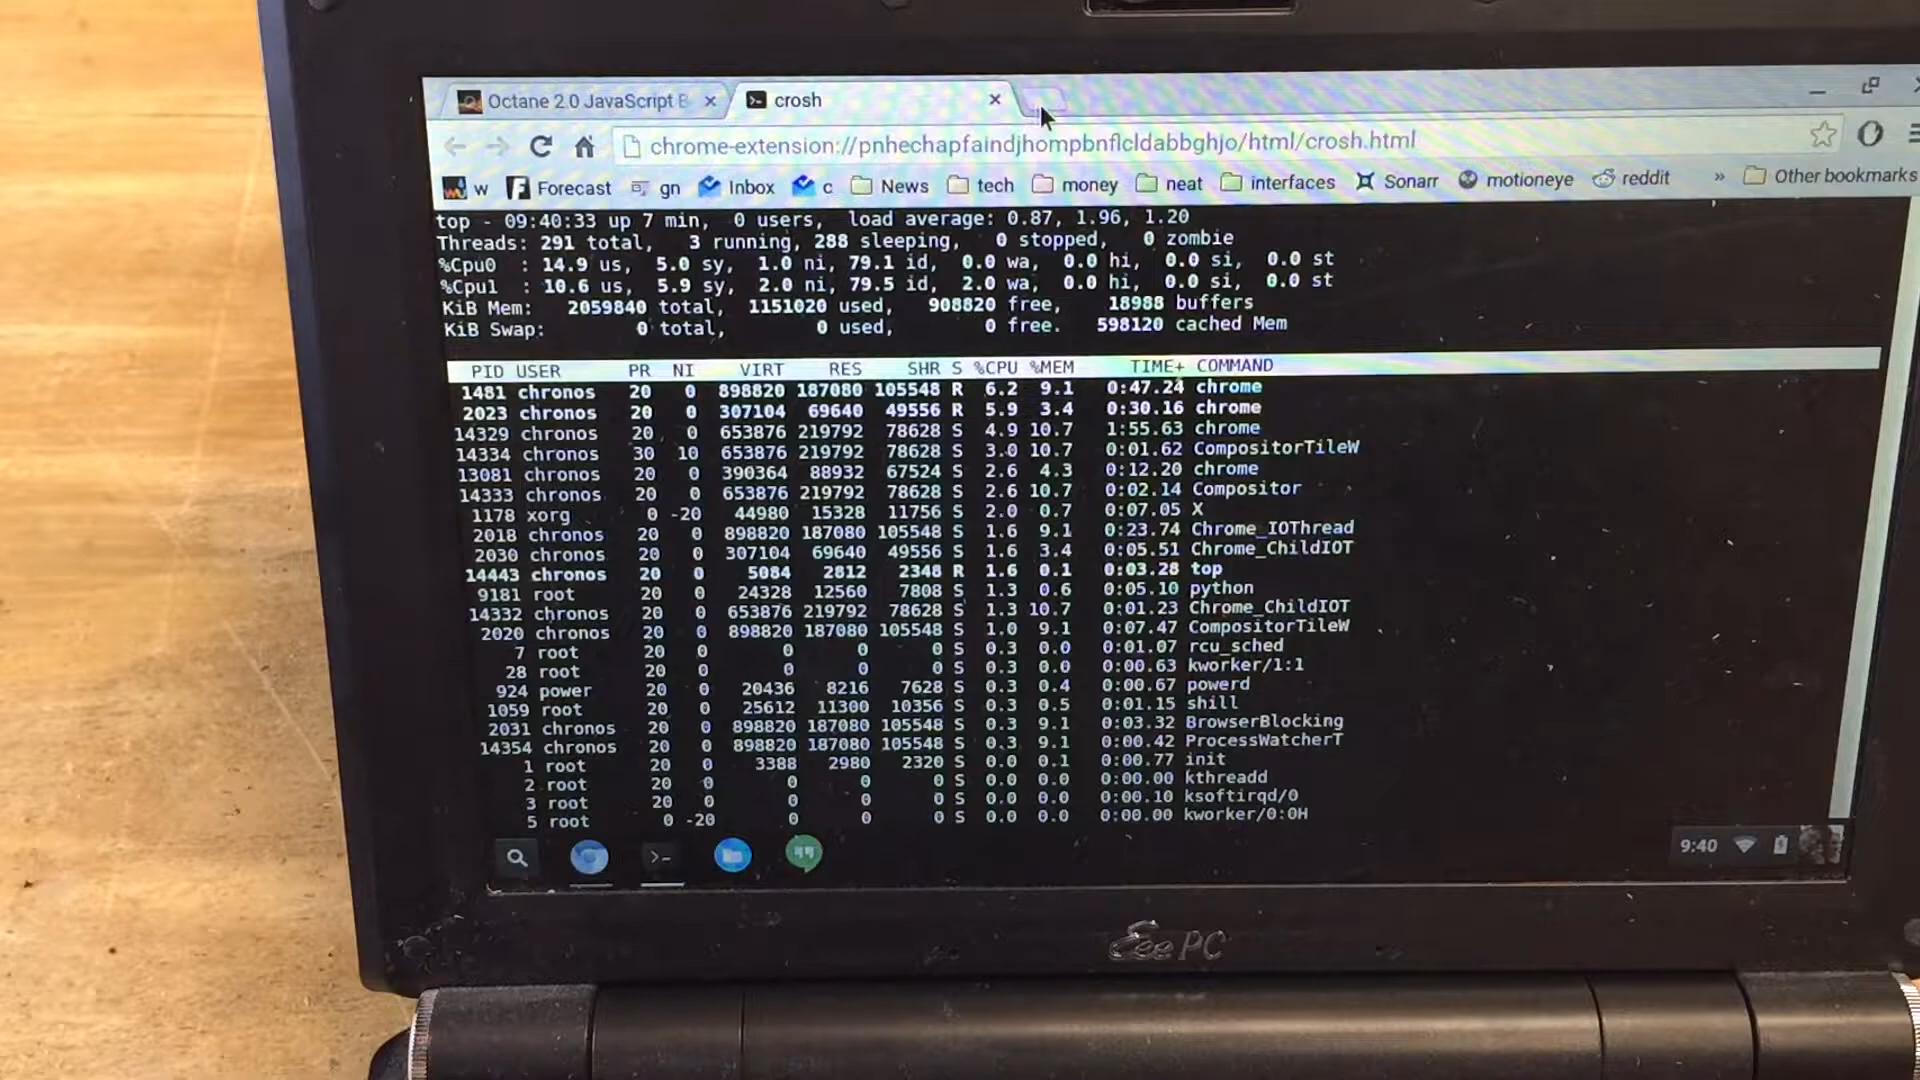 Octane 2.0 JavaScript B
crosh
chrome-extension://pnhechapfaindjhompbnflcldabbghjo/html/crosh.html
w Forecast gn Inbox c News tech money neat interfaces Sonarr motioneye reddit » Other bookmarks
top - 09:40:33 up 7 min, 0 users, load average: 0.87, 1.96, 1.20
Threads: 291 total, 3 running, 288 sleeping, 0 stopped, 0 zombie
%Cpu0 : 14.9 us, 5.0 sy, 1.0 ni, 79.1 id, 0.0 wa, 0.0 hi, 0.0 si, 0.0 st
%Cpu1 : 10.6 us, 5.9 sy, 2.0 ni, 79.5 id, 2.0 wa, 0.0 hi, 0.0 si, 0.0 st
KiB Mem: 2059840 total, 1151020 used, 908820 free, 18988 buffers
KiB Swap: 0 total, 0 used, 0 free. 598120 cached Mem
PID USER PR NI VIRT RES SHR S %CPU %MEM TIME+ COMMAND
1481 chronos 20 0 898820 187080 105548 R 6.2 9.1 0:47.24 chrome
2023 chronos 20 0 307104 69640 49556 R 5.9 3.4 0:30.16 chrome
14329 chronos 20 0 653876 219792 78628 S 4.9 10.7 1:55.63 chrome
14334 chronos 30 10 653876 219792 78628 S 3.0 10.7 0:01.62 CompositorTileW
13081 chronos 20 0 390364 88932 67524 S 2.6 4.3 0:12.20 chrome
14333 chronos 20 0 653876 219792 78628 S 2.6 10.7 0:02.14 Compositor
1178 xorg 0 -20 44980 15328 11756 S 2.0 0.7 0:07.05 X
2018 chronos 20 0 898820 187080 105548 S 1.6 9.1 0:23.74 Chrome_IOThread
2030 chronos 20 0 307104 69640 49556 S 1.6 3.4 0:05.51 Chrome_ChildIOT
14443 chronos 20 0 5084 2812 2348 R 1.6 0.1 0:03.28 top
9181 root 20 0 24328 12560 7808 S 1.3 0.6 0:05.10 python
14332 chronos 20 0 653876 219792 78628 S 1.3 10.7 0:01.23 Chrome_ChildIOT
2020 chronos 20 0 898820 187080 105548 S 1.0 9.1 0:07.47 CompositorTileW
7 root 20 0 0 0 0 S 0.3 0.0 0:01.07 rcu_sched
28 root 20 0 0 0 0 S 0.3 0.0 0:00.63 kworker/1:1
924 power 20 0 20436 8216 7628 S 0.3 0.4 0:00.67 powerd
1059 root 20 0 25612 11300 10356 S 0.3 0.5 0:01.15 shill
2031 chronos 20 0 898820 187080 105548 S 0.3 9.1 0:03.32 BrowserBlocking
14354 chronos 20 0 898820 187080 105548 S 0.3 9.1 0:00.42 ProcessWatcherT
1 root 20 0 3388 2980 2320 S 0.0 0.1 0:00.77 init
2 root 20 0 0 0 0 S 0.0 0.0 0:00.00 kthreadd
3 root 20 0 0 0 0 S 0.0 0.0 0:00.10 ksoftirqd/0
5 root 0 -20 0 0 0 S 0.0 0.0 0:00.00 kworker/0:0H
9:40
Eee PC